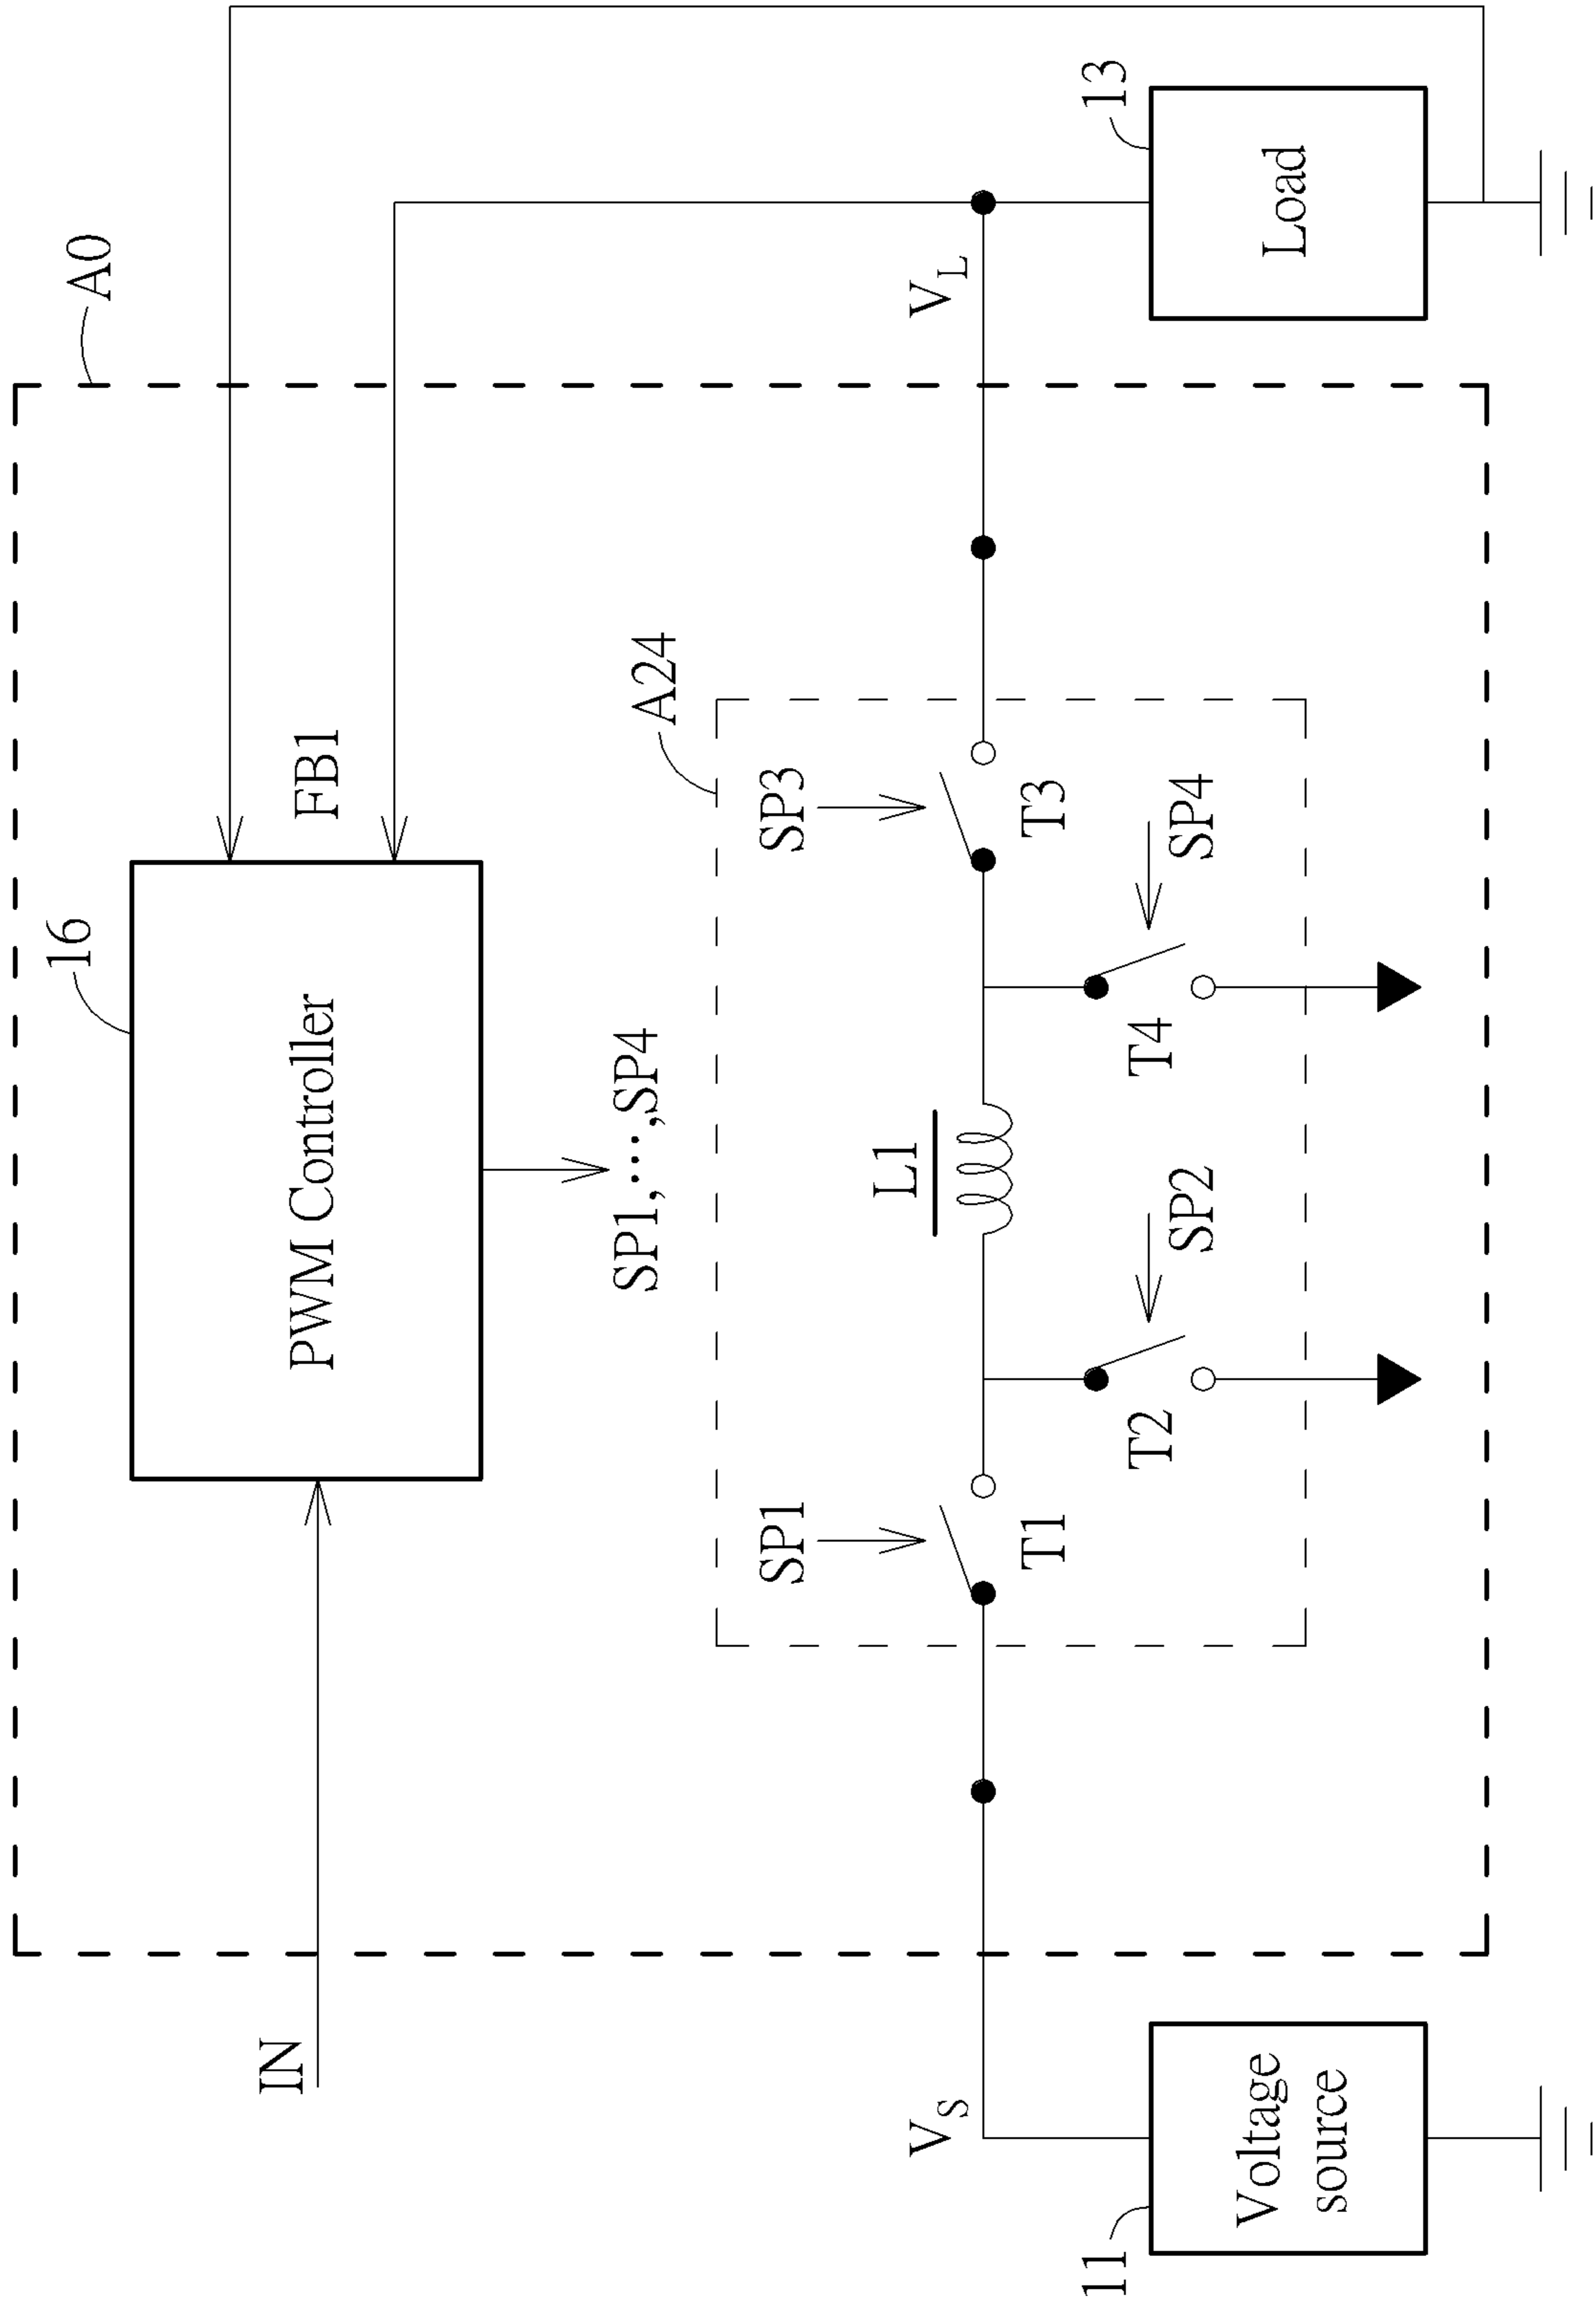 A0
16
PWM Controller
FB1
IN
SP1,⋯,SP4
A24
SP1
SP3
L1
T1
T3
V_S
V_L
T2
SP2
T4
SP4
11
Voltage
source
13
Load